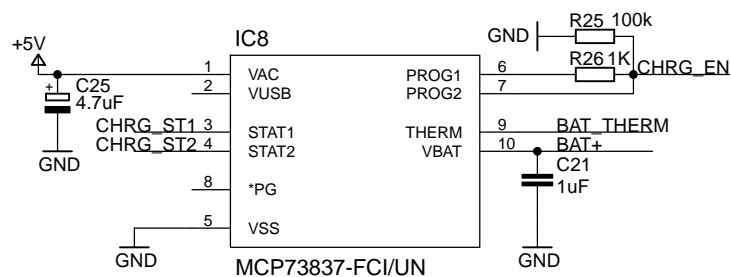 R25 100k
GND
IC8
+5V
R26 1K
CHRG_EN
C25
4.7uF
1 VAC
PROG1 6
2 VUSB
PROG2 7
CHRG_ST1 3 STAT1
THERM 9 BAT_THERM
CHRG_ST2 4 STAT2
VBAT 10 BAT+
GND
C21
1uF
8 *PG
5 VSS
GND
GND
MCP73837-FCI/UN